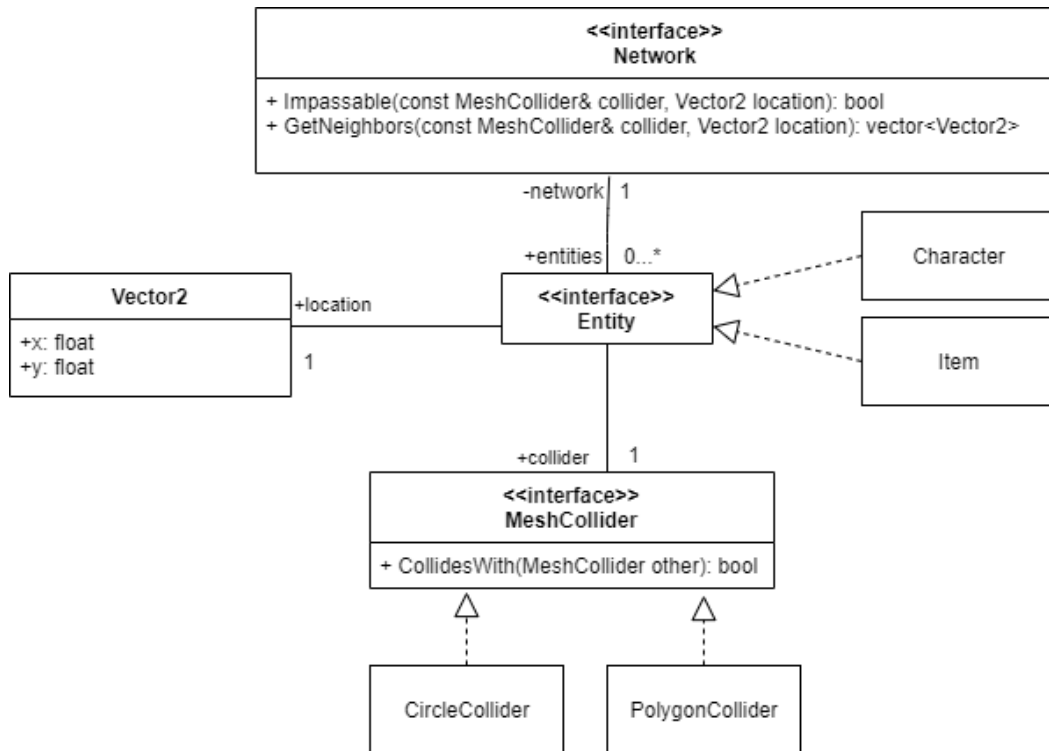 <<interface>>
Network
+ Impassable(const MeshCollider& collider, Vector2 location): bool
+ GetNeighbors(const MeshCollider& collider, Vector2 location): vector<Vector2>
-network 1
+entities 0...*
Character
Vector2
+x: float
+y: float
+location
1
<<interface>>
Entity
Item
+collider 1
<<interface>>
MeshCollider
+ CollidesWith(MeshCollider other): bool
CircleCollider
PolygonCollider